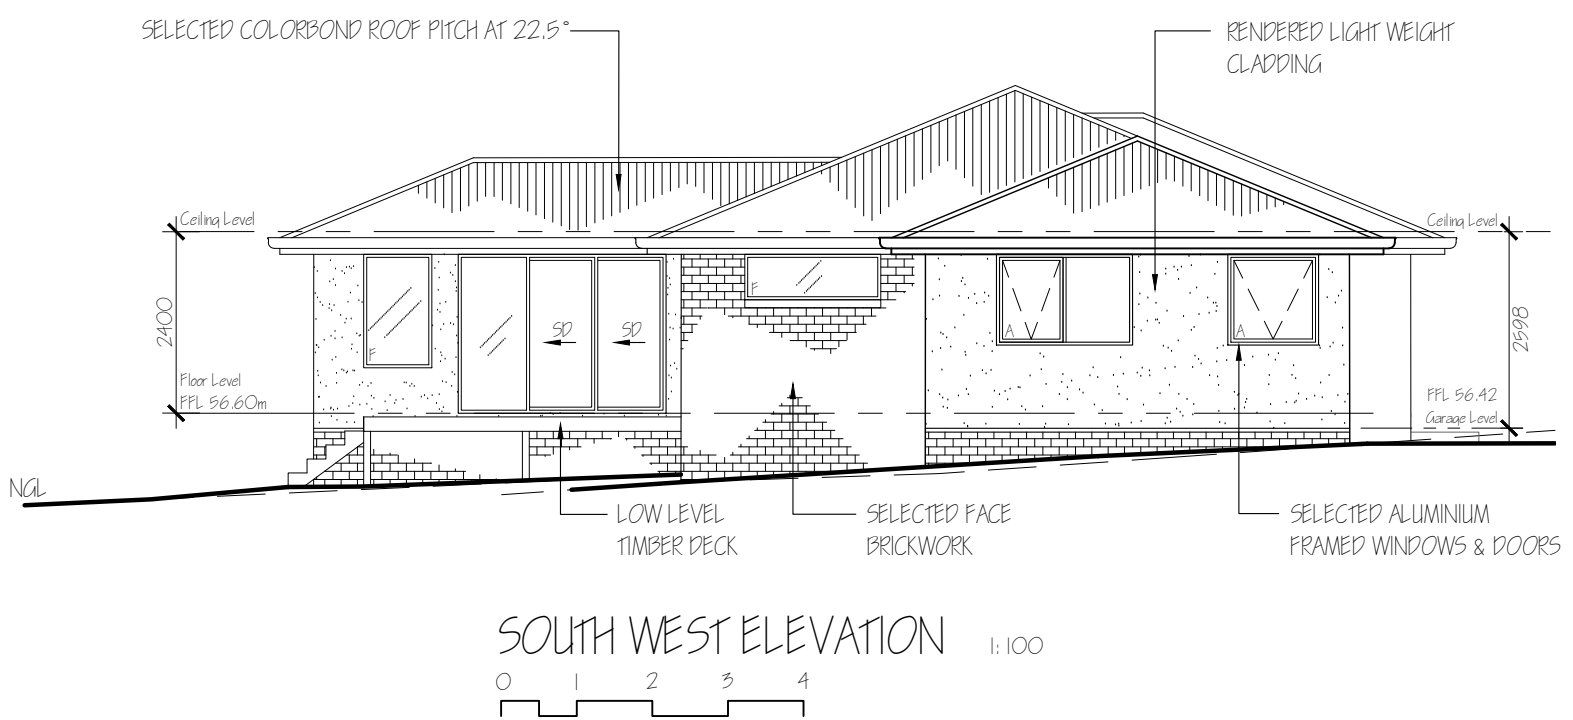 SELECTED COLORBOND ROOF PITCH AT 22.5°
RENDERED LIGHT WEIGHT
CLADDING
Ceiling Level
Ceiling Level
2400
2598
F
SD
SD
F
A
A
Floor Level
FFL 56.60m
FFL 56.42
Garage Level
NGL
LOW LEVEL
TIMBER DECK
SELECTED FACE
BRICKWORK
SELECTED ALUMINIUM
FRAMED WINDOWS & DOORS
SOUTH WEST ELEVATION 1:100
0 1 2 3 4